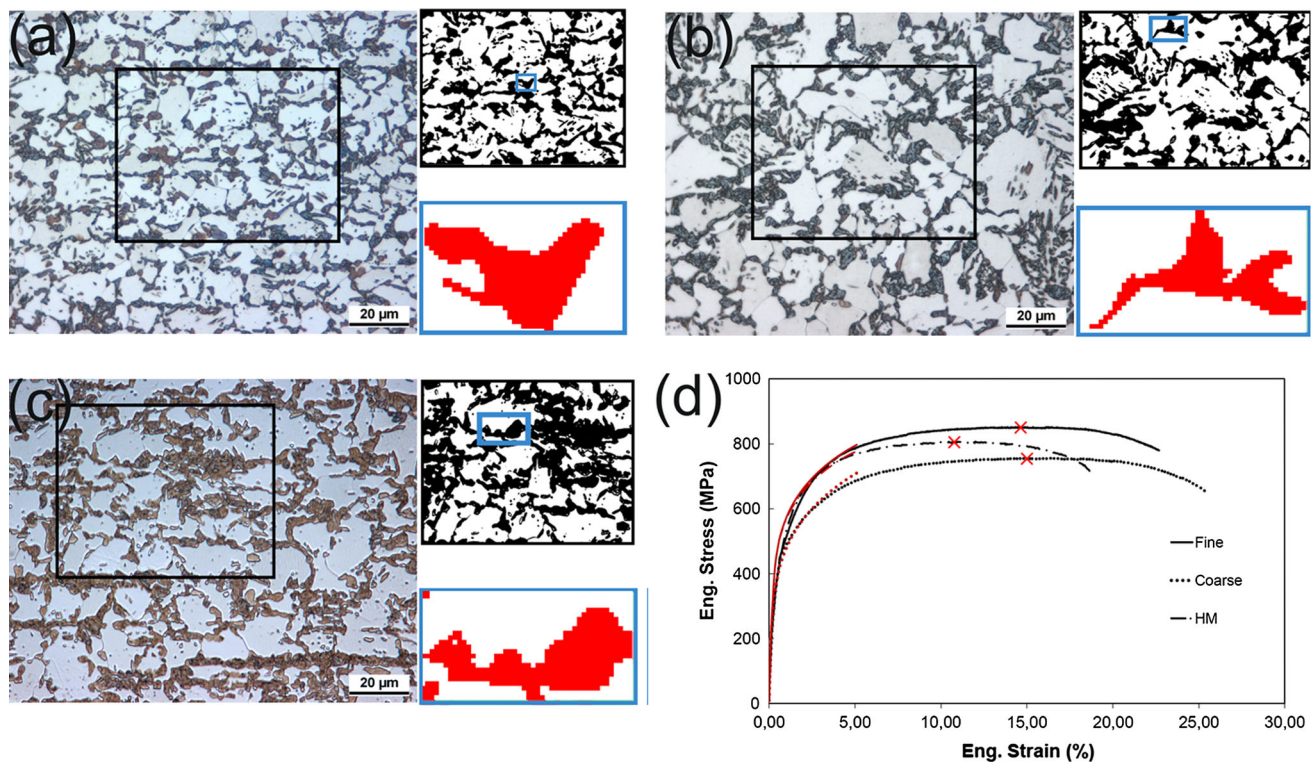 (a)
20 µm
(b)
20 µm
(c)
20 µm
(d)
1000
800
600
400
200
0
Eng. Stress (MPa)
Fine
Coarse
HM
0,00
5,00
10,00
15,00
20,00
25,00
30,00
Eng. Strain (%)